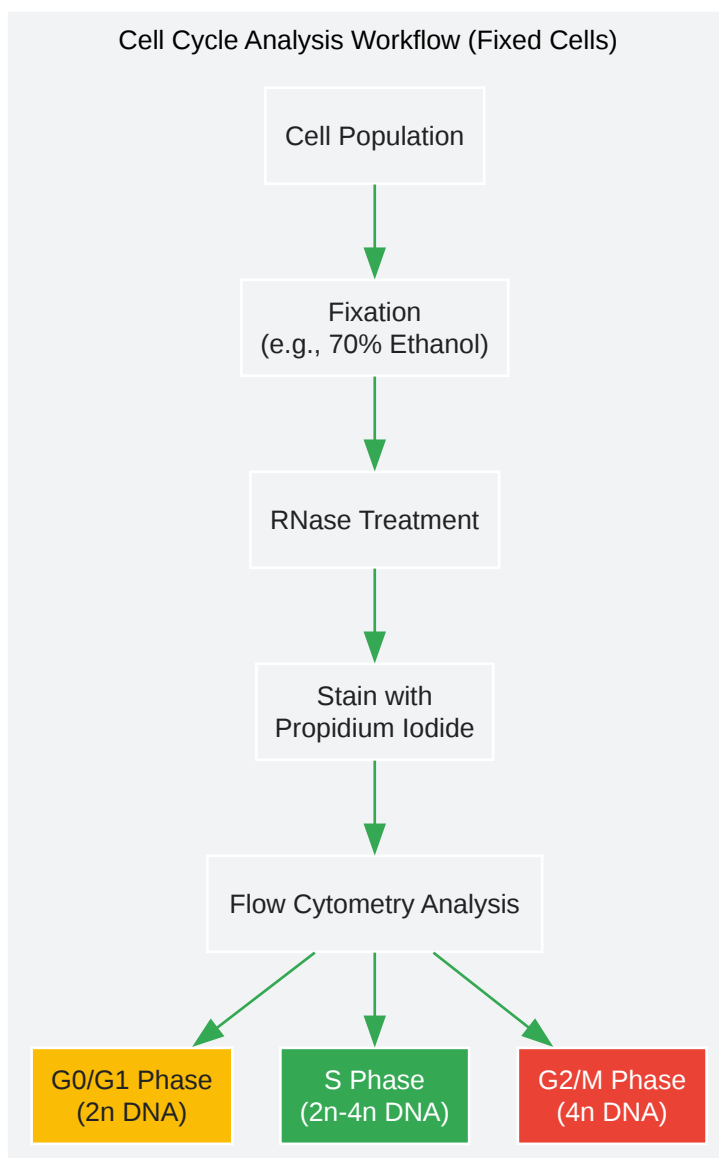 Cell Cycle Analysis Workflow (Fixed Cells)
Cell Population
Fixation
(e.g., 70% Ethanol)
RNase Treatment
Stain with
Propidium Iodide
Flow Cytometry Analysis
G0/G1 Phase
(2n DNA)
S Phase
(2n-4n DNA)
G2/M Phase
(4n DNA)